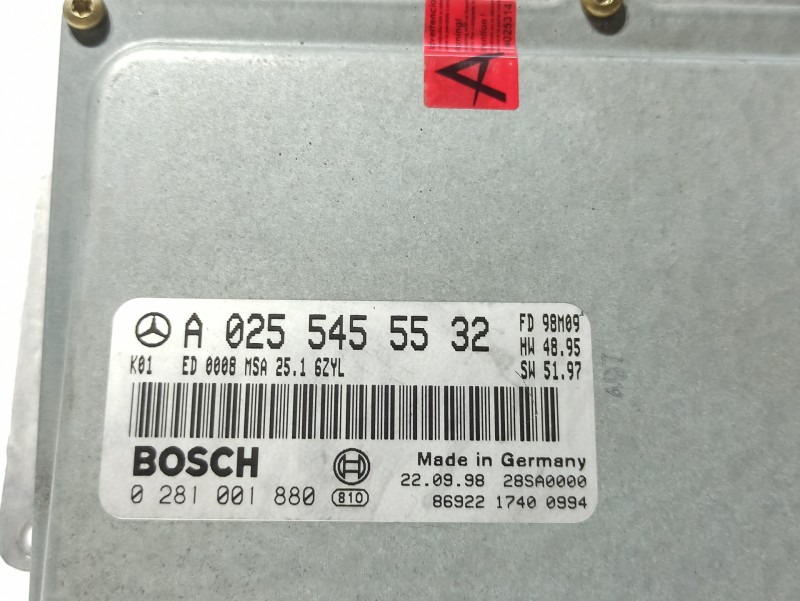 A
A 025 545 55 32
FD 98M09
HW 48.95
SW 51.97
K01 ED 0008 MSA 25.1 6ZYL
BOSCH
0 281 001 880 810
Made in Germany
22.09.98 28SA0000
86922 1740 0994